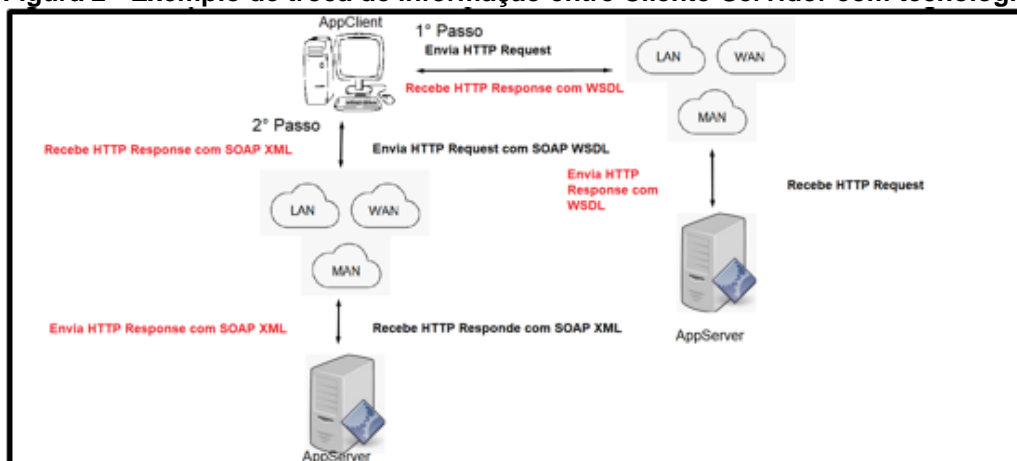 AppClient
1° Passo
Envia HTTP Request
Recebe HTTP Response com WSDL
LAN
WAN
MAN
2° Passo
Recebe HTTP Response com SOAP XML
Envia HTTP Request com SOAP WSDL
LAN
WAN
MAN
Envia HTTP
Response com
WSDL
Recebe HTTP Request
AppServer
Envia HTTP Response com SOAP XML
Recebe HTTP Responde com SOAP XML
AppServer